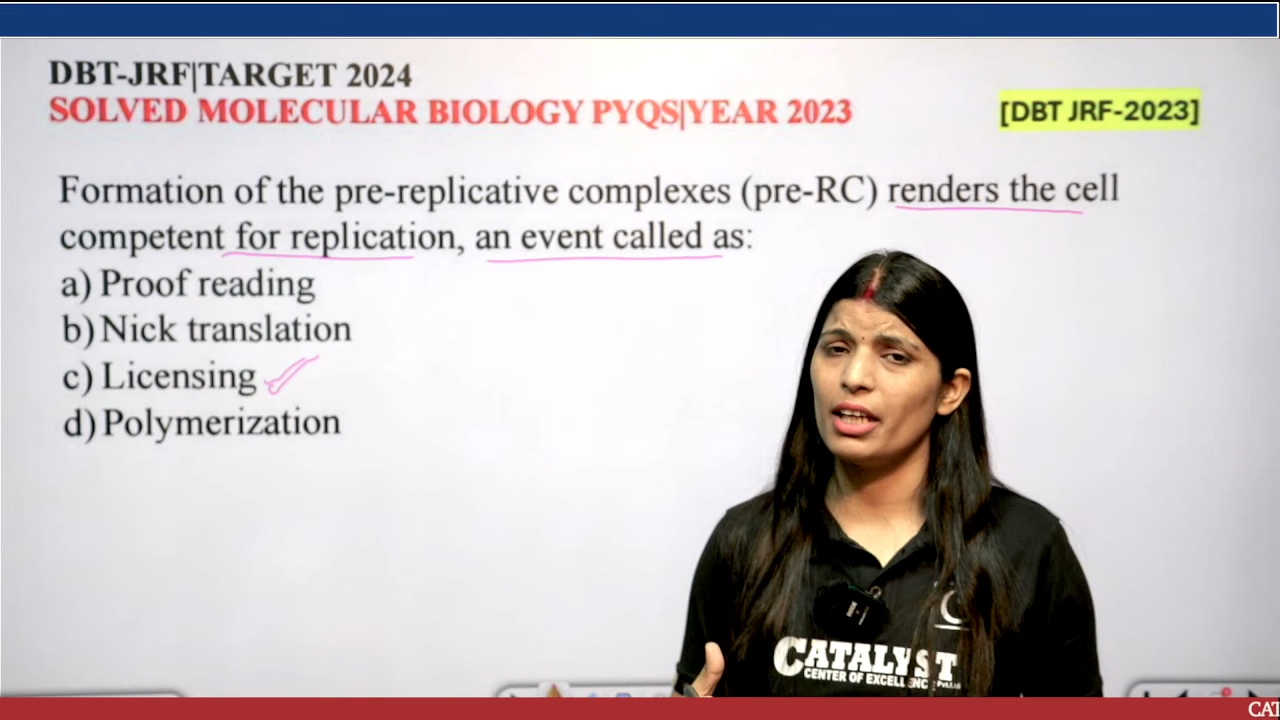 DBT-JRF|TARGET 2024
SOLVED MOLECULAR BIOLOGY PYQS|YEAR 2023
[DBT JRF-2023]
Formation of the pre-replicative complexes (pre-RC) renders the cell
competent for replication, an event called as:
a) Proof reading
b) Nick translation
c) Licensing
d) Polymerization
CATALYST
CENTER OF EXCELLENCE
CAT